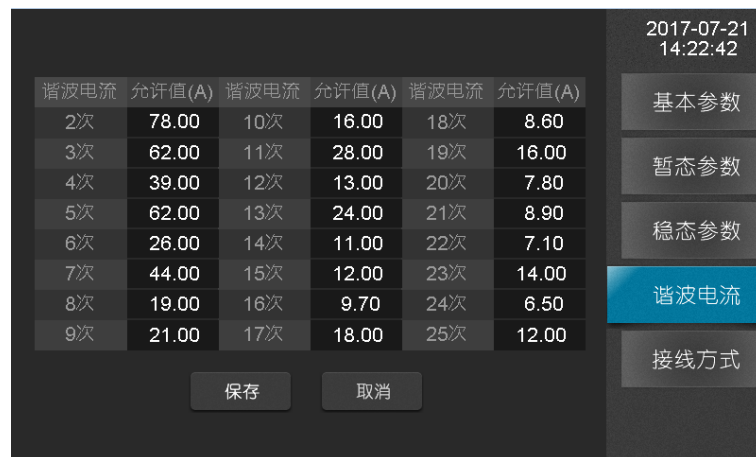 2017-07-21
14:22:42
谐波电流 允许值(A) 谐波电流 允许值(A) 谐波电流 允许值(A)
2次 78.00 10次 16.00 18次 8.60
3次 62.00 11次 28.00 19次 16.00
4次 39.00 12次 13.00 20次 7.80
5次 62.00 13次 24.00 21次 8.90
6次 26.00 14次 11.00 22次 7.10
7次 44.00 15次 12.00 23次 14.00
8次 19.00 16次 9.70 24次 6.50
9次 21.00 17次 18.00 25次 12.00
保存 取消
基本参数
暂态参数
稳态参数
谐波电流
接线方式